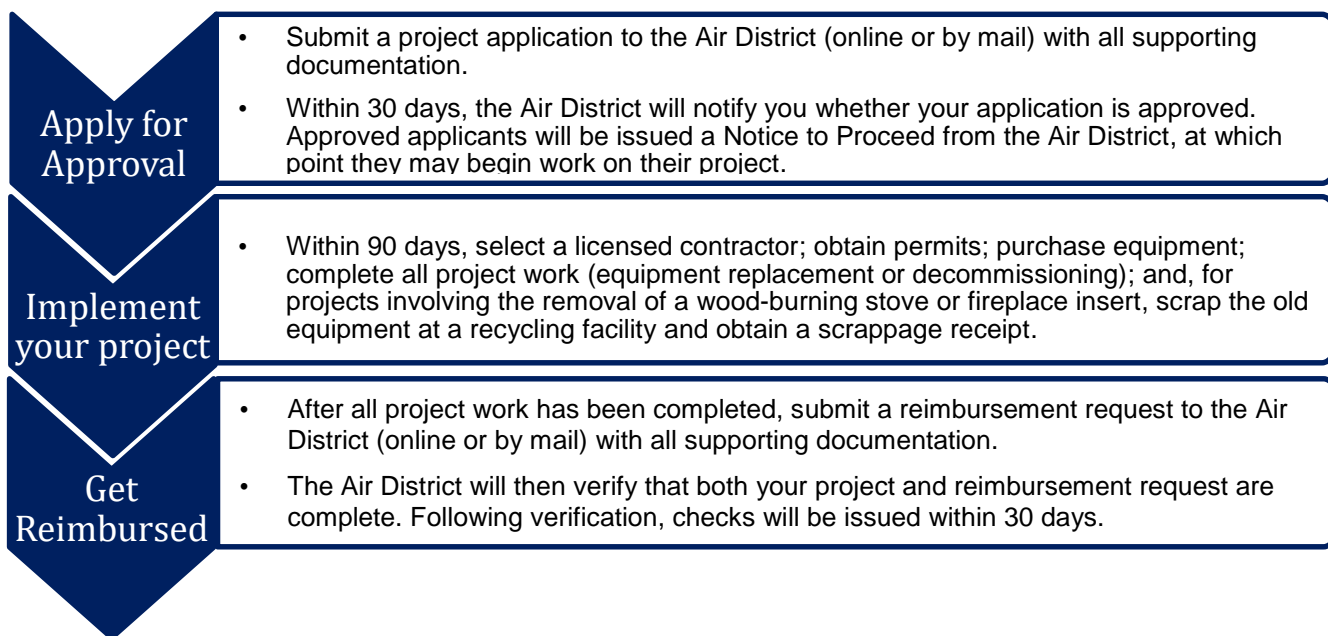 Apply for
Approval
• Submit a project application to the Air District (online or by mail) with all supporting
documentation.
• Within 30 days, the Air District will notify you whether your application is approved.
Approved applicants will be issued a Notice to Proceed from the Air District, at which
point they may begin work on their project.
Implement
your project
• Within 90 days, select a licensed contractor; obtain permits; purchase equipment;
complete all project work (equipment replacement or decommissioning); and, for
projects involving the removal of a wood-burning stove or fireplace insert, scrap the old
equipment at a recycling facility and obtain a scrappage receipt.
Get
Reimbursed
• After all project work has been completed, submit a reimbursement request to the Air
District (online or by mail) with all supporting documentation.
• The Air District will then verify that both your project and reimbursement request are
complete. Following verification, checks will be issued within 30 days.